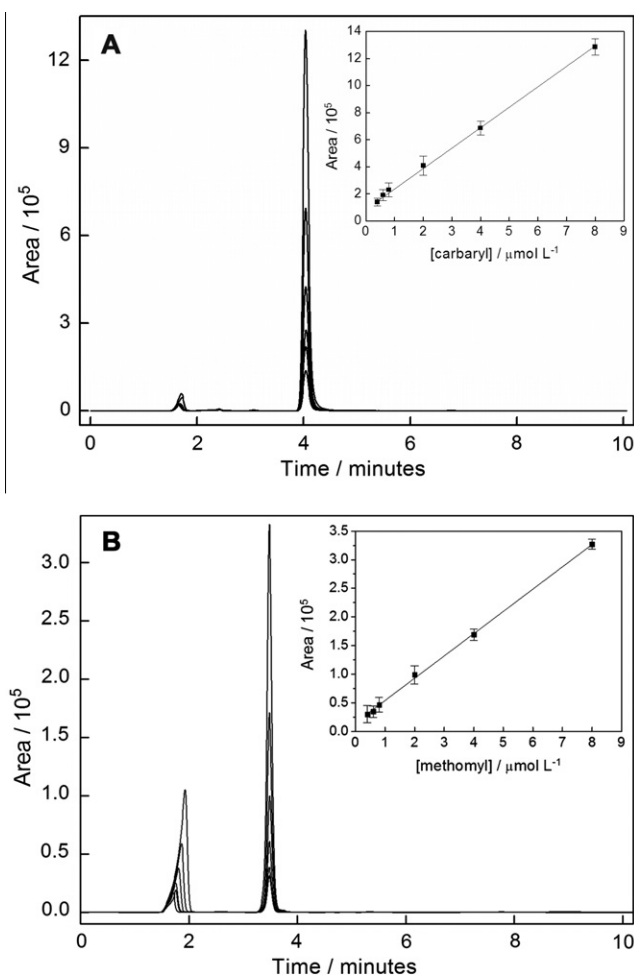 A
Area / 10⁵
12
9
6
3
0
0 2 4 6 8 10
Time / minutes
Area / 10⁵
14
12
10
8
6
4
2
0
0 1 2 3 4 5 6 7 8 9
[carbaryl] / μmol L⁻¹
B
Area / 10⁵
3.0
2.5
2.0
1.5
1.0
0.5
0.0
0 2 4 6 8 10
Time / minutes
Area / 10⁵
3.5
3.0
2.5
2.0
1.5
1.0
0.5
0.0
0 1 2 3 4 5 6 7 8 9
[methomyl] / μmol L⁻¹